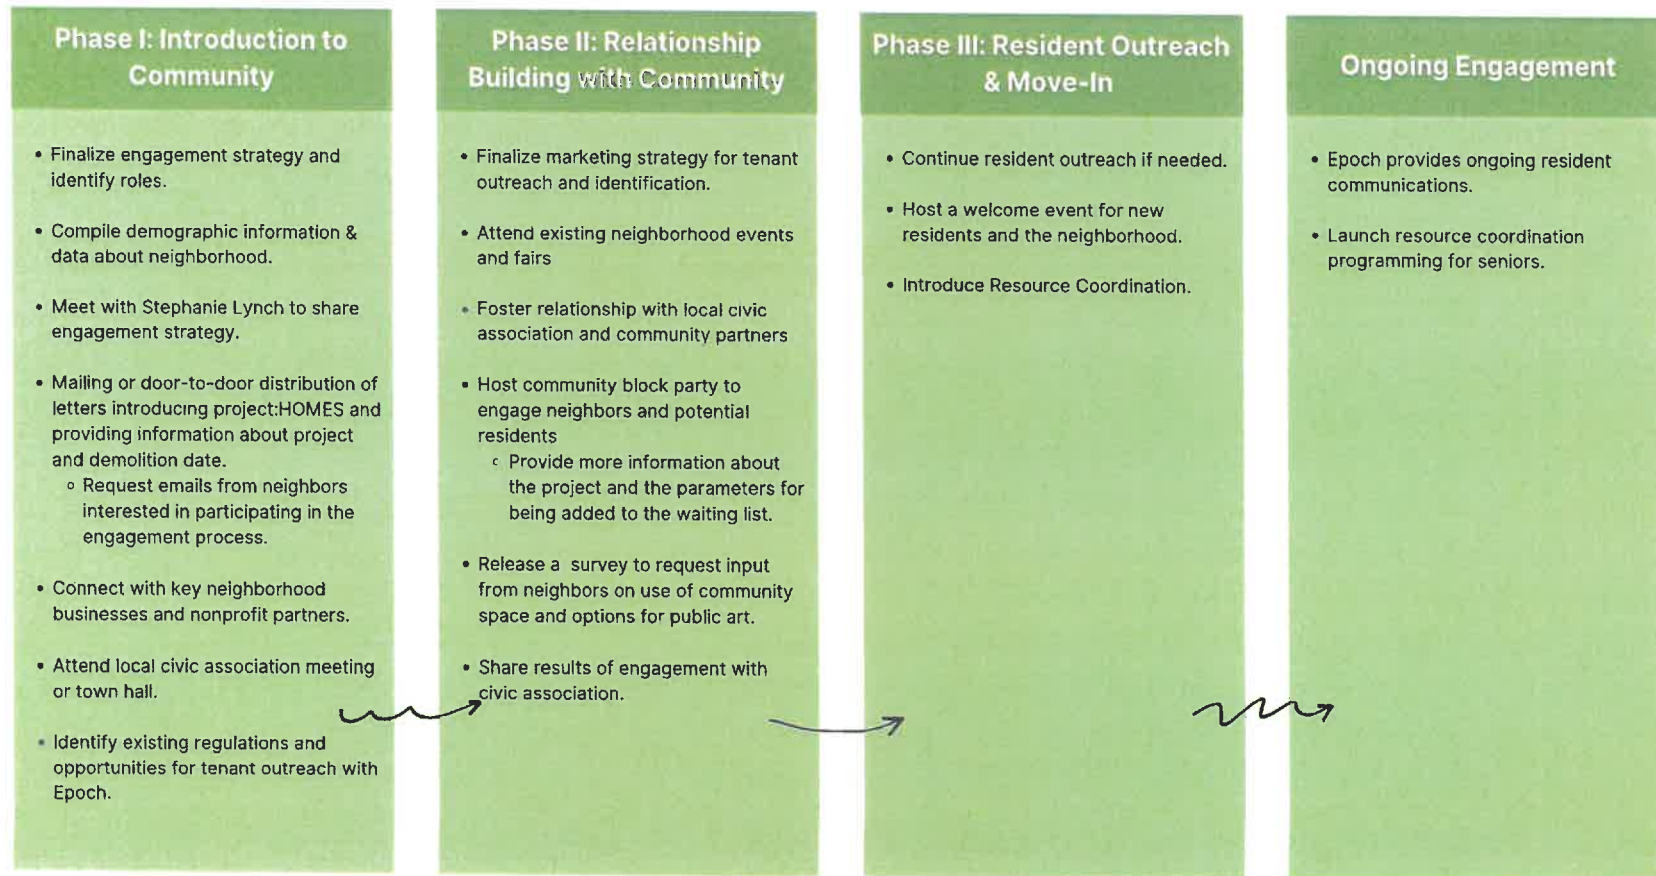 Phase I: Introduction to
Community
• Finalize engagement strategy and
identify roles.
• Compile demographic information &
data about neighborhood.
• Meet with Stephanie Lynch to share
engagement strategy.
• Mailing or door-to-door distribution of
letters introducing project:HOMES and
providing information about project
and demolition date.
◦ Request emails from neighbors
interested in participating in the
engagement process.
• Connect with key neighborhood
businesses and nonprofit partners.
• Attend local civic association meeting
or town hall.
• Identify existing regulations and
opportunities for tenant outreach with
Epoch.
Phase II: Relationship
Building with Community
• Finalize marketing strategy for tenant
outreach and identification.
• Attend existing neighborhood events
and fairs
• Foster relationship with local civic
association and community partners
• Host community block party to
engage neighbors and potential
residents
◦ Provide more information about
the project and the parameters for
being added to the waiting list.
• Release a survey to request input
from neighbors on use of community
space and options for public art.
• Share results of engagement with
civic association.
Phase III: Resident Outreach
& Move-In
• Continue resident outreach if needed.
• Host a welcome event for new
residents and the neighborhood.
• Introduce Resource Coordination.
Ongoing Engagement
• Epoch provides ongoing resident
communications.
• Launch resource coordination
programming for seniors.